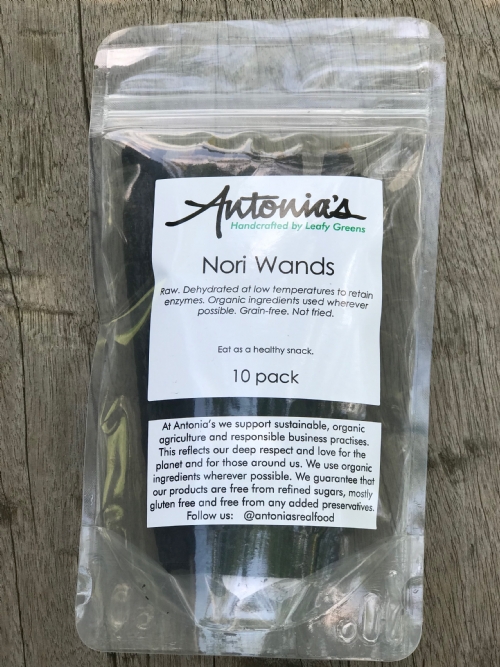 Antonia's
Handcrafted by Leafy Greens
Nori Wands
Raw. Dehydrated at low temperatures to retain
enzymes. Organic ingredients used wherever
possible. Grain-free. Not fried.
Eat as a healthy snack.
10 pack
At Antonia's we support sustainable, organic
agriculture and responsible business practises.
This reflects our deep respect and love for the
planet and for those around us. We use organic
ingredients wherever possible. We guarantee that
our products are free from refined sugars, mostly
gluten free and free from any added preservatives.
Follow us: @antoniasrealfood